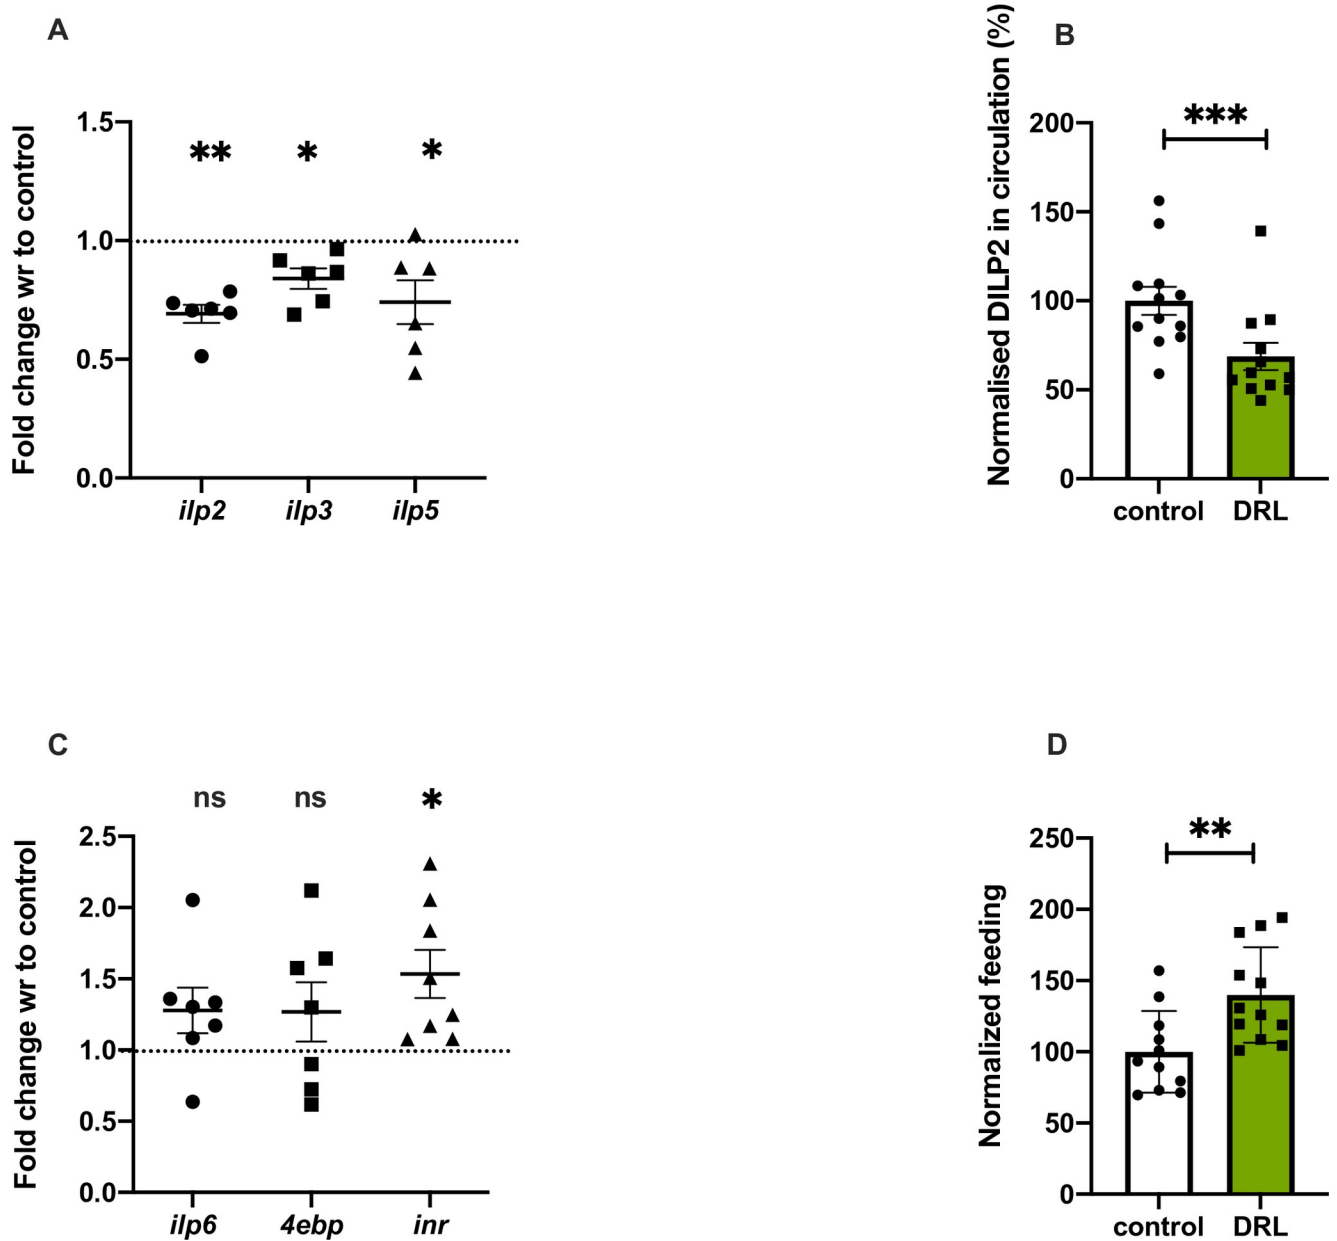 A
Fold change wr to control
1.5
1.0
0.5
0.0
** * *
ilp2 ilp3 ilp5
B
Normalised DILP2 in circulation (%)
200
150
100
50
0
***
control DRL
C
Fold change wr to control
ns ns *
2.5
2.0
1.5
1.0
0.5
0.0
ilp6 4ebp inr
D
Normalized feeding
250
200
150
100
50
0
**
control DRL